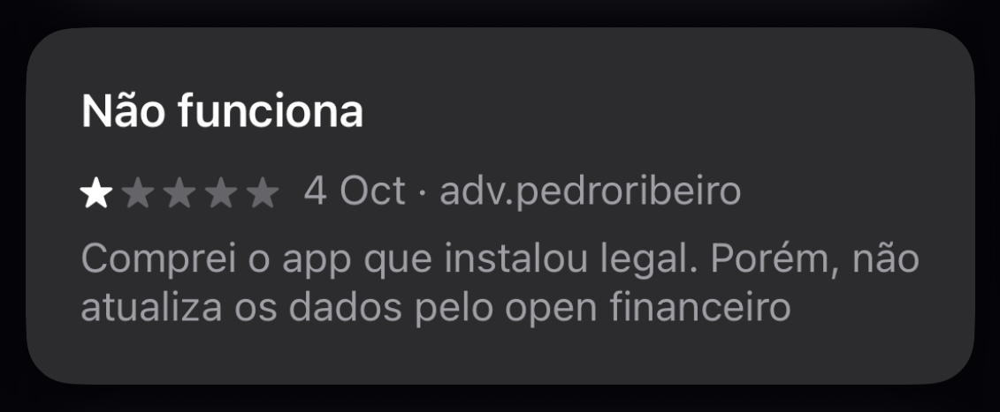 Não funciona
4 Oct · adv.pedroribeiro
Comprei o app que instalou legal. Porém, não
atualiza os dados pelo open financeiro